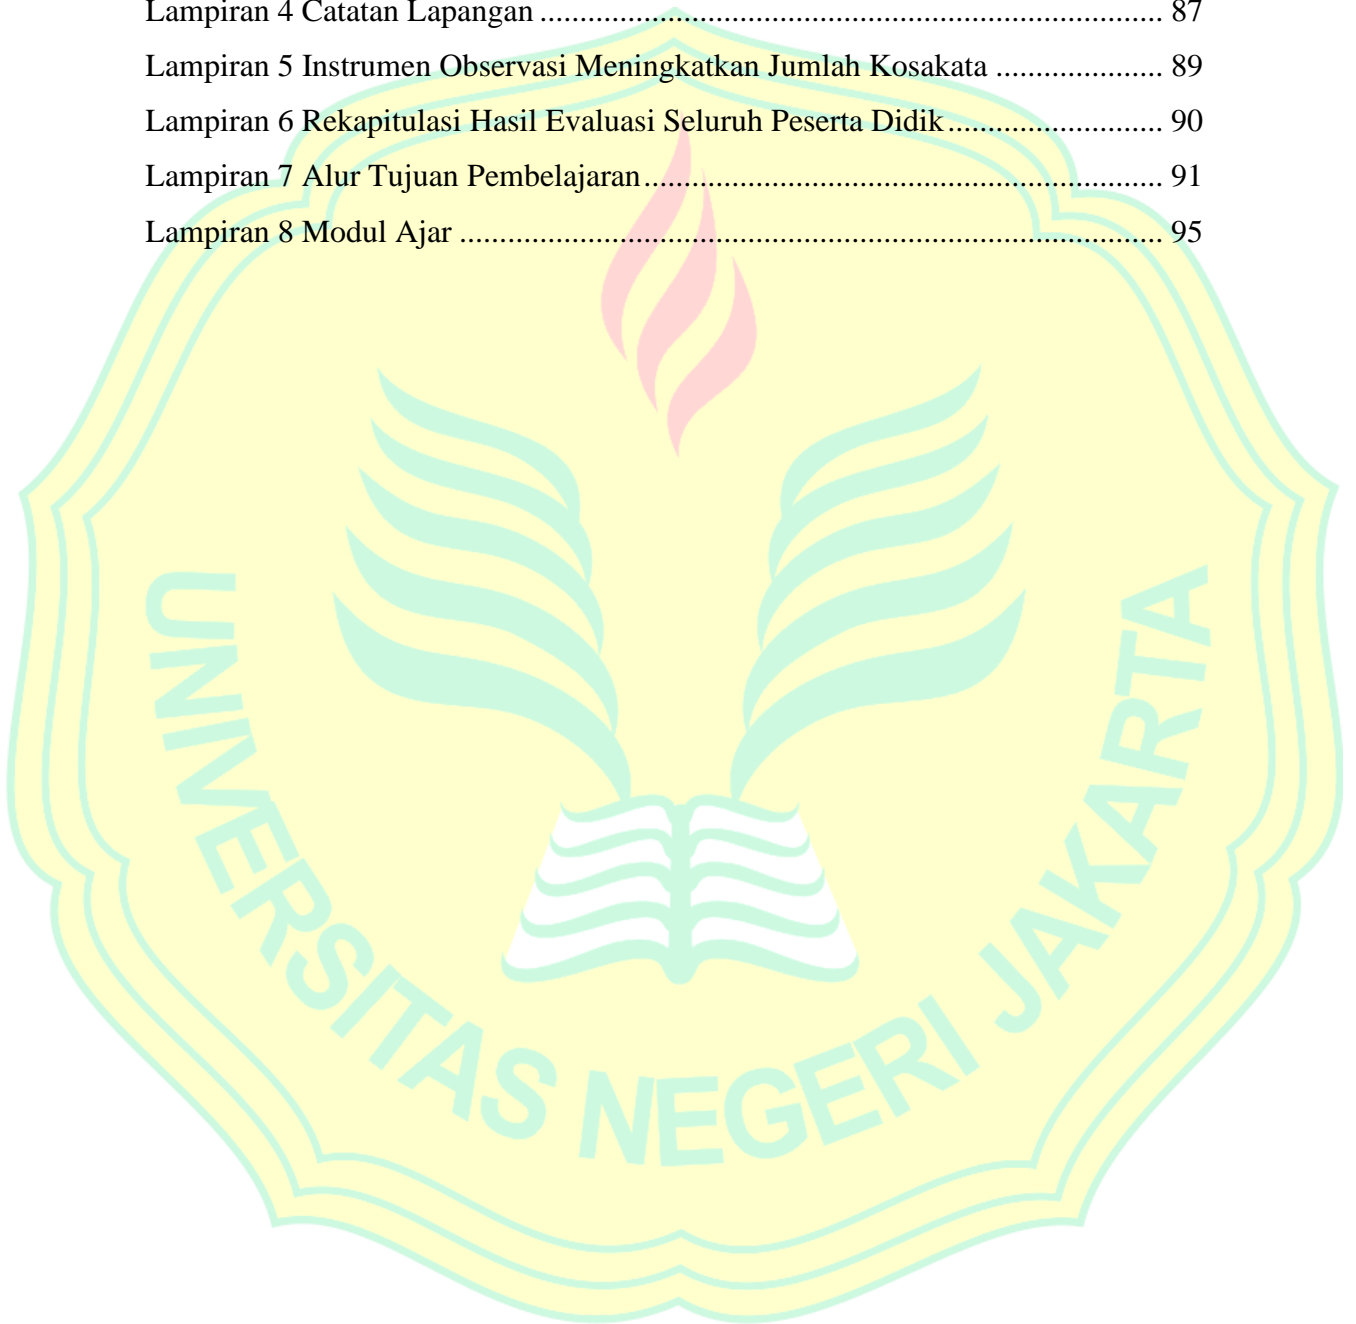 Lampiran 4 Catatan Lapangan ............................................................................... 87
Lampiran 5 Instrumen Observasi Meningkatkan Jumlah Kosakata ..................... 89
Lampiran 6 Rekapitulasi Hasil Evaluasi Seluruh Peserta Didik ........................... 90
Lampiran 7 Alur Tujuan Pembelajaran .................................................................. 91
Lampiran 8 Modul Ajar ......................................................................................... 95
UNIVERSITAS NEGERI JAKARTA